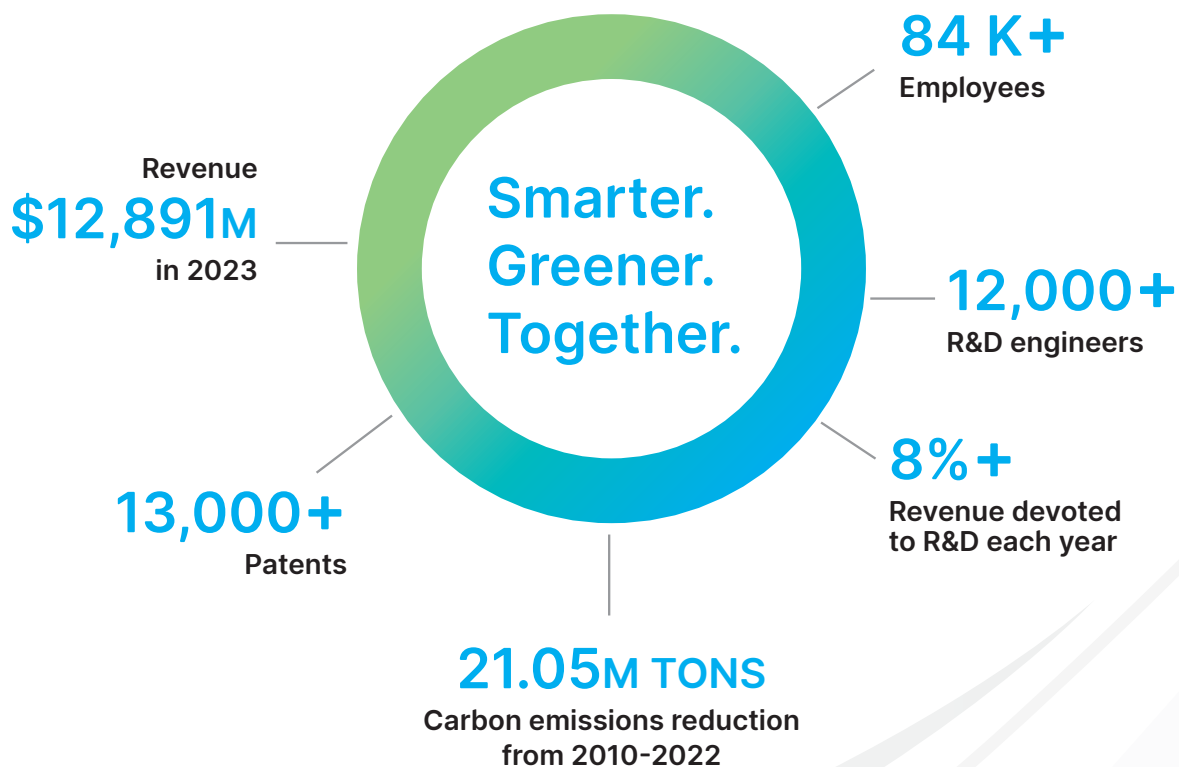 Smarter.
Greener.
Together.
84 K+
Employees
12,000+
R&D engineers
8%+
Revenue devoted
to R&D each year
21.05M TONS
Carbon emissions reduction
from 2010-2022
13,000+
Patents
Revenue
$12,891M
in 2023